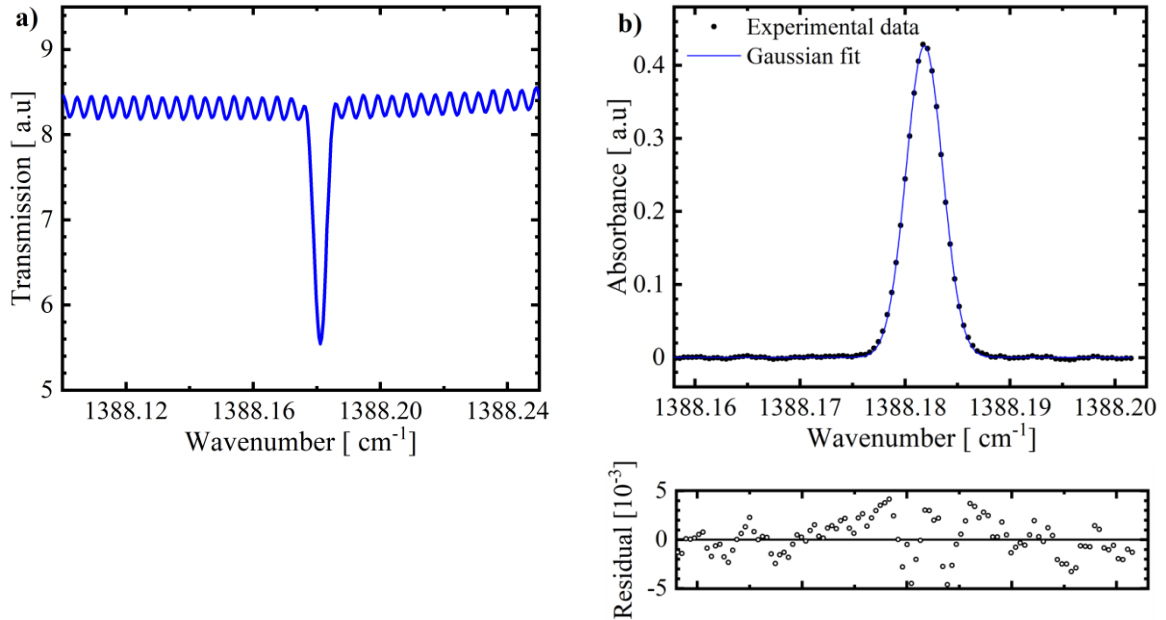 a)
9
8
7
6
5
Transmission [ a.u]
1388.12 1388.16 1388.20 1388.24
Wavenumber [ cm⁻¹]
b)
Experimental data
Gaussian fit
0.4
0.3
0.2
0.1
0
Absorbance [ a.u]
1388.16 1388.17 1388.18 1388.19 1388.20
Wavenumber [ cm⁻¹]
Residual [10⁻³]
5
0
-5